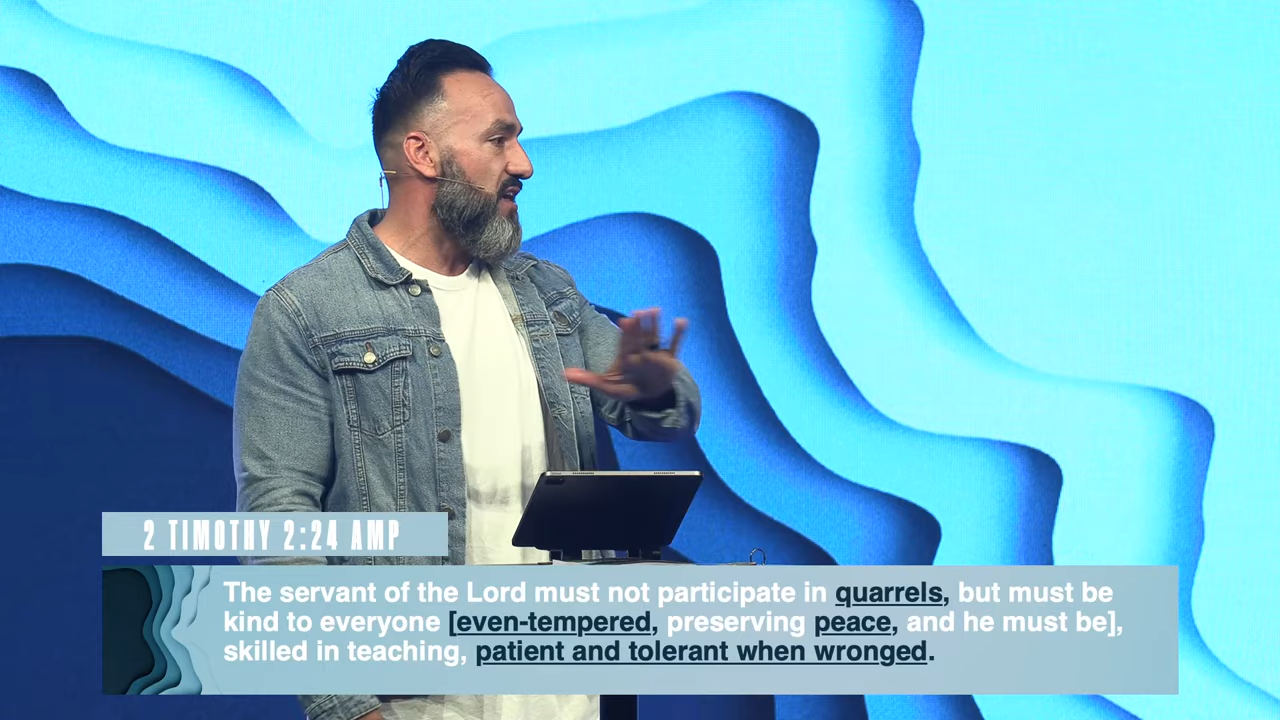 2 TIMOTHY 2:24 AMP
The servant of the Lord must not participate in quarrels, but must be
kind to everyone [even-tempered, preserving peace, and he must be],
skilled in teaching, patient and tolerant when wronged.